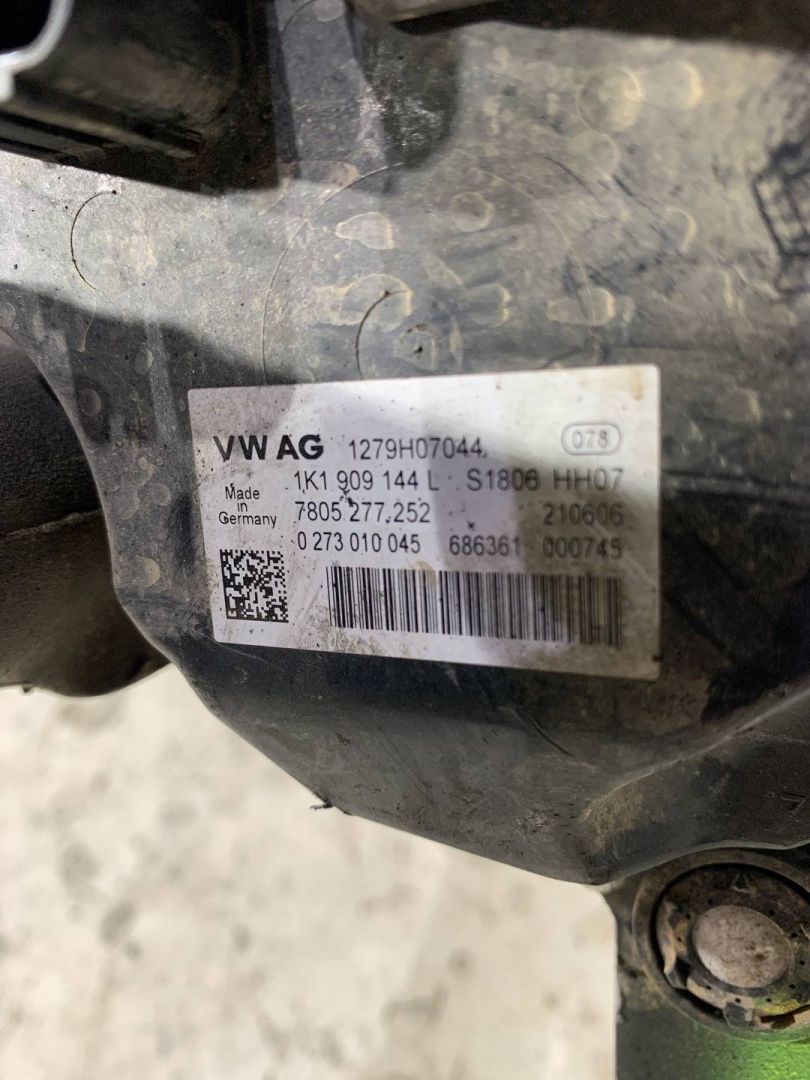 VW AG 1279H07044 078
1K1 909 144 L S1806 HH07
Made in Germany
7805 277.252 210606
0 273 010 045 686361 000745